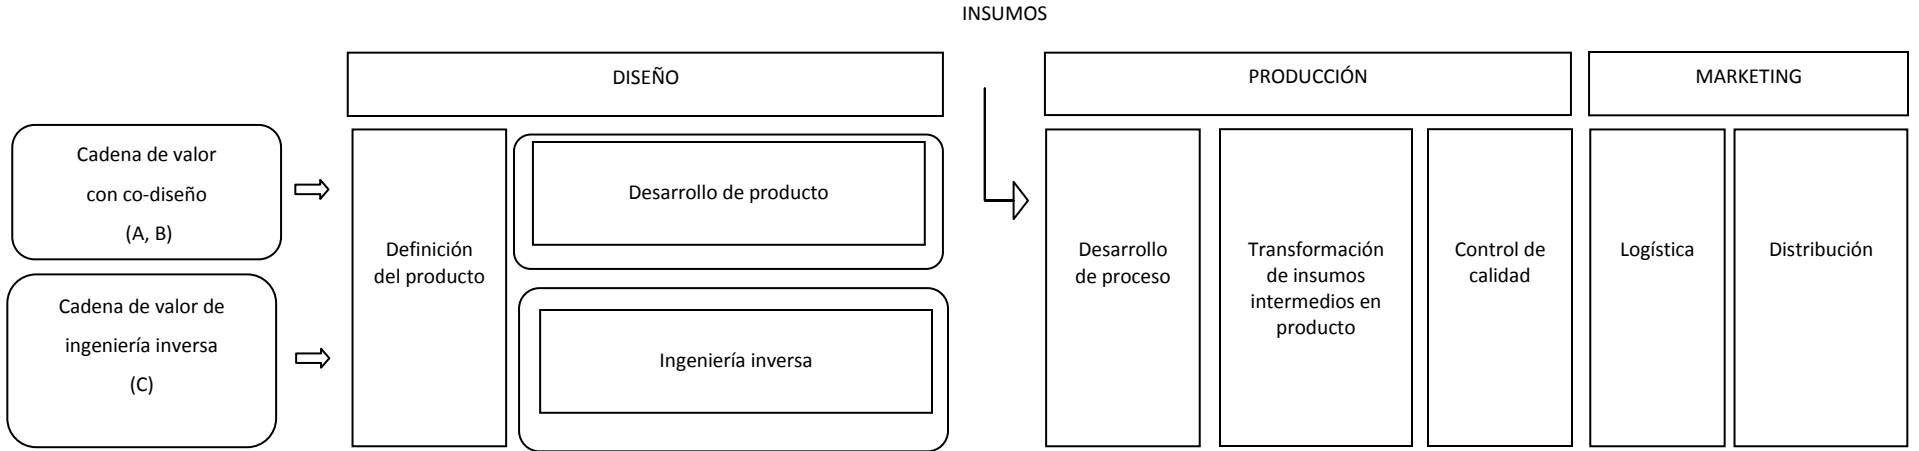 INSUMOS
DISEÑO
PRODUCCIÓN
MARKETING
Cadena de valor
con co-diseño
(A, B)
Desarrollo de producto
Definición
del producto
Desarrollo
de proceso
Transformación
de insumos
intermedios en
producto
Control de
calidad
Logística
Distribución
Cadena de valor de
ingeniería inversa
(C)
Ingeniería inversa